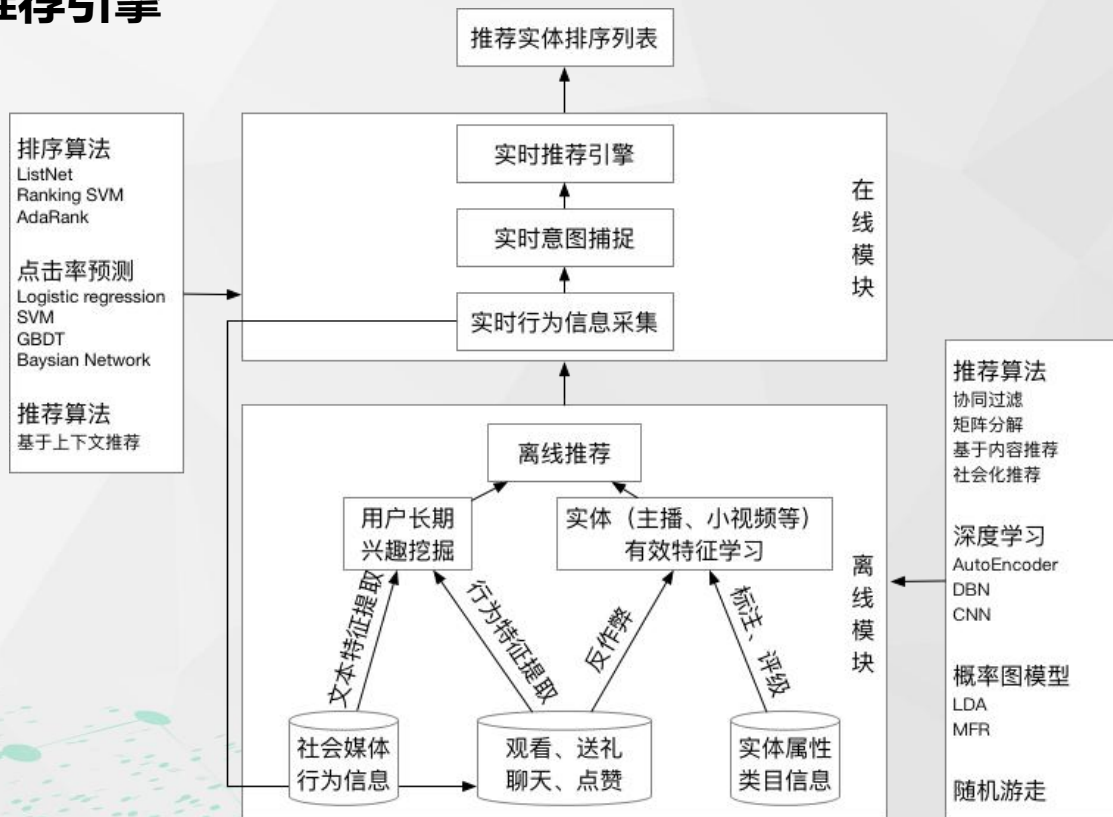 推荐引擎
推荐实体排序列表
排序算法
ListNet
Ranking SVM
AdaRank
点击率预测
Logistic regression
SVM
GBDT
Baysian Network
推荐算法
基于上下文推荐
实时推荐引擎
实时意图捕捉
实时行为信息采集
在
线
模
块
离线推荐
用户长期
兴趣挖掘
实体（主播、小视频等）
有效特征学习
文本特征提取
行为特征提取
反作弊
标注、评级
社会媒体
行为信息
观看、送礼
聊天、点赞
实体属性
类目信息
离
线
模
块
推荐算法
协同过滤
矩阵分解
基于内容推荐
社会化推荐
深度学习
AutoEncoder
DBN
CNN
概率图模型
LDA
MFR
随机游走